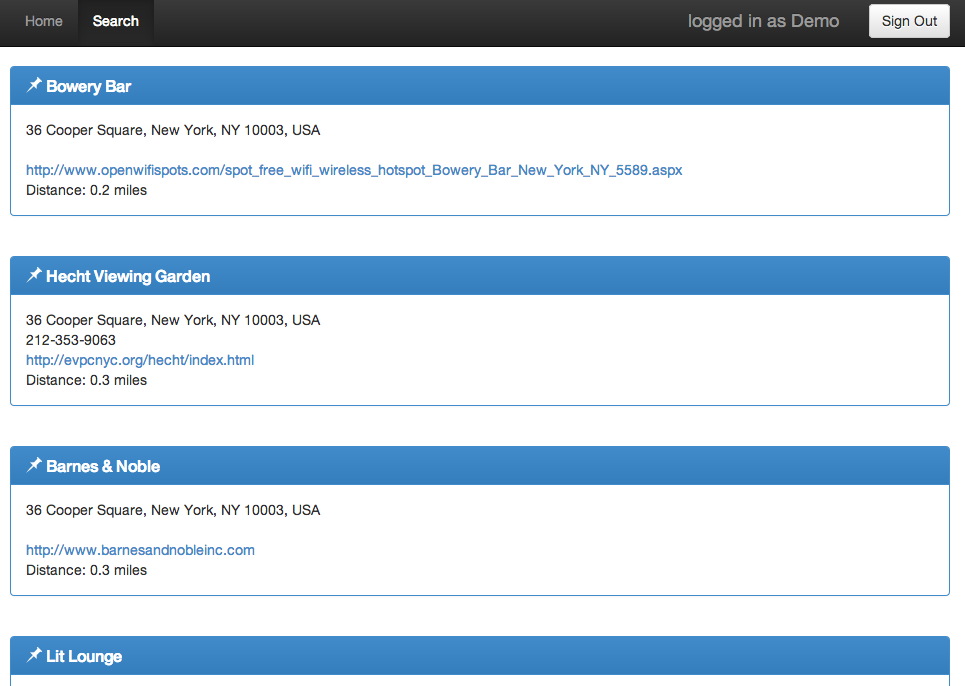 Home Search logged in as Demo Sign Out
Bowery Bar
36 Cooper Square, New York, NY 10003, USA
http://www.openwifispots.com/spot_free_wifi_wireless_hotspot_Bowery_Bar_New_York_NY_5589.aspx
Distance: 0.2 miles
Hecht Viewing Garden
36 Cooper Square, New York, NY 10003, USA
212-353-9063
http://evpcnyc.org/hecht/index.html
Distance: 0.3 miles
Barnes & Noble
36 Cooper Square, New York, NY 10003, USA
http://www.barnesandnobleinc.com
Distance: 0.3 miles
Lit Lounge